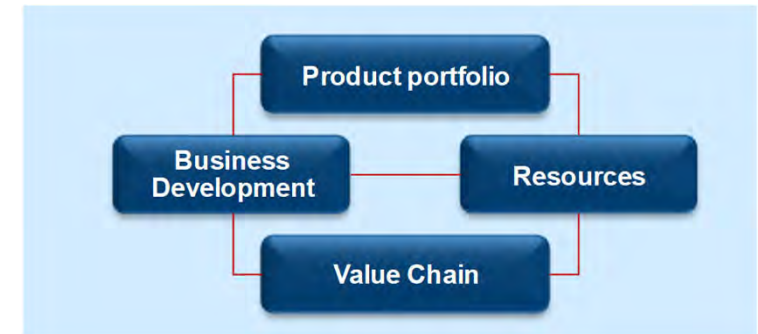 Product portfolio
Business
Development
Resources
Value Chain